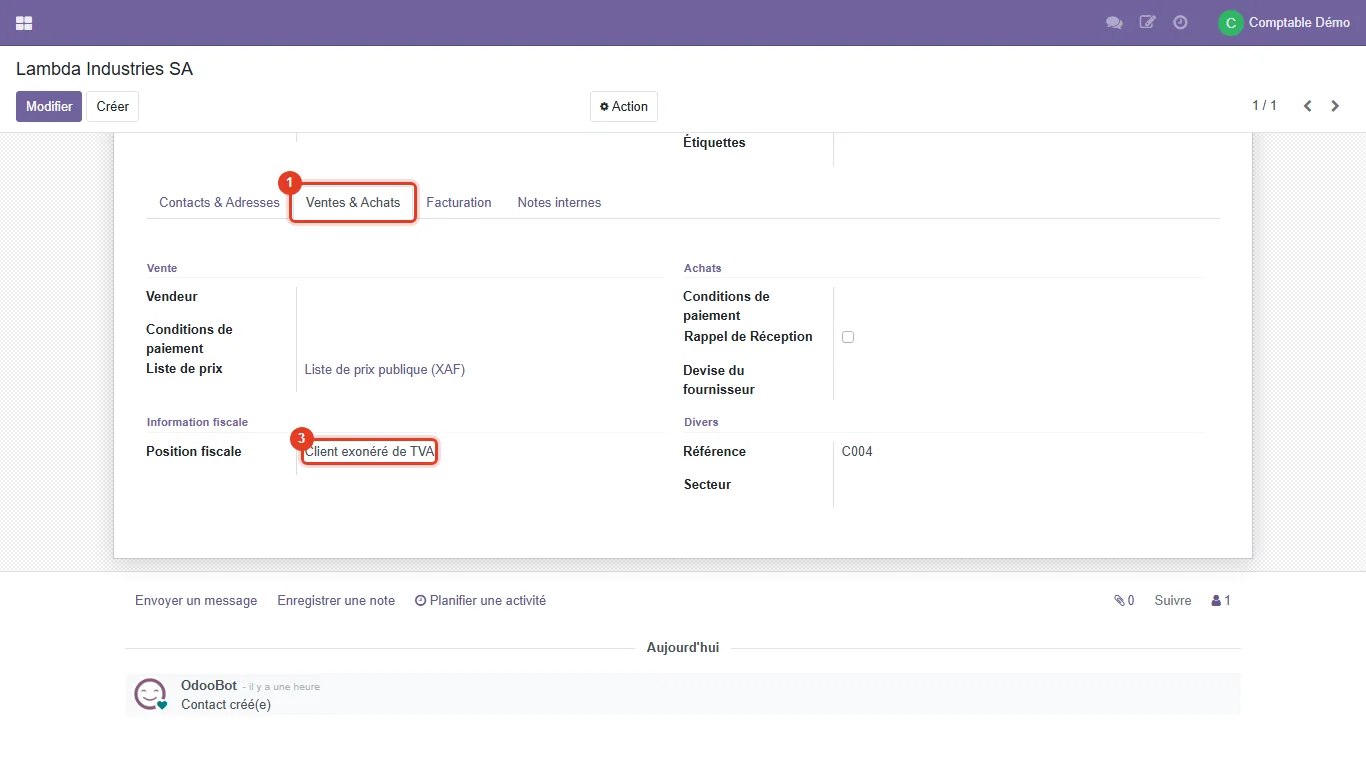 C Comptable Démo
Lambda Industries SA
Modifier Créer Action 1 / 1
Étiquettes
1
Contacts & Adresses Ventes & Achats Facturation Notes internes
Vente
Vendeur
Conditions de
paiement
Liste de prix Liste de prix publique (XAF)
Achats
Conditions de
paiement
Rappel de Réception
Devise du
fournisseur
Information fiscale
3
Position fiscale Client exonéré de TVA
Divers
Référence C004
Secteur
Envoyer un message Enregistrer une note Planifier une activité 0 Suivre 1
Aujourd'hui
OdooBot - il y a une heure
Contact créé(e)